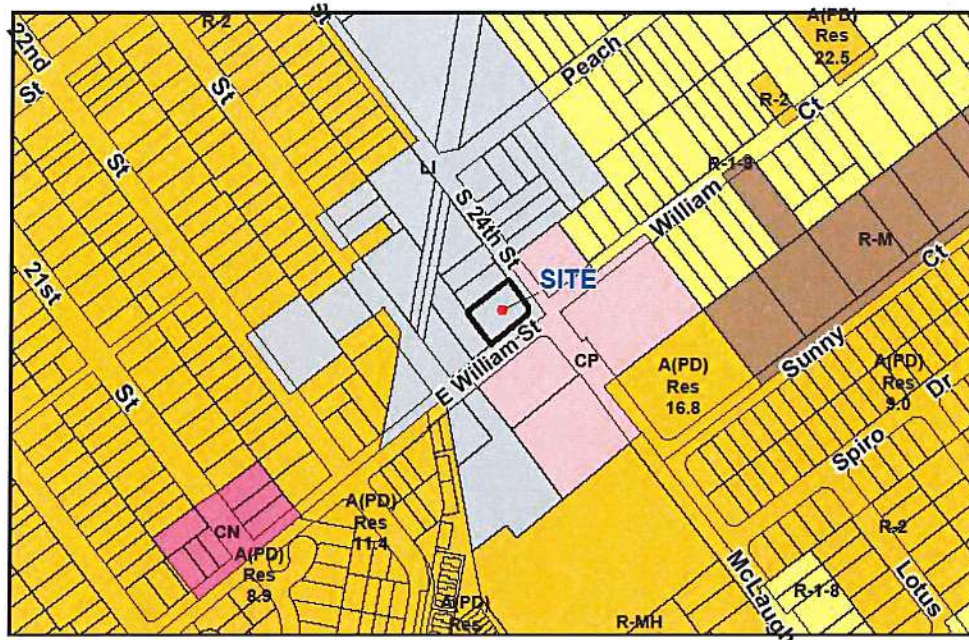 R-2
St
A(PD)
Res
22.5
22nd
St
St
Peach
R-2
Ct
St
LI
R-1-8
S 24th St
William
R-M
Ct
21st
SITE
St
E William St
CP
A(PD)
Res
16.8
Sunny
A(PD)
Res
9.0
Dr
Spiro
CN
A(PD)
Res
11.4
A(PD)
Res
8.9
R-2
McLaugh
R-1-8
Lotus
A(PD)
Res
R-MH